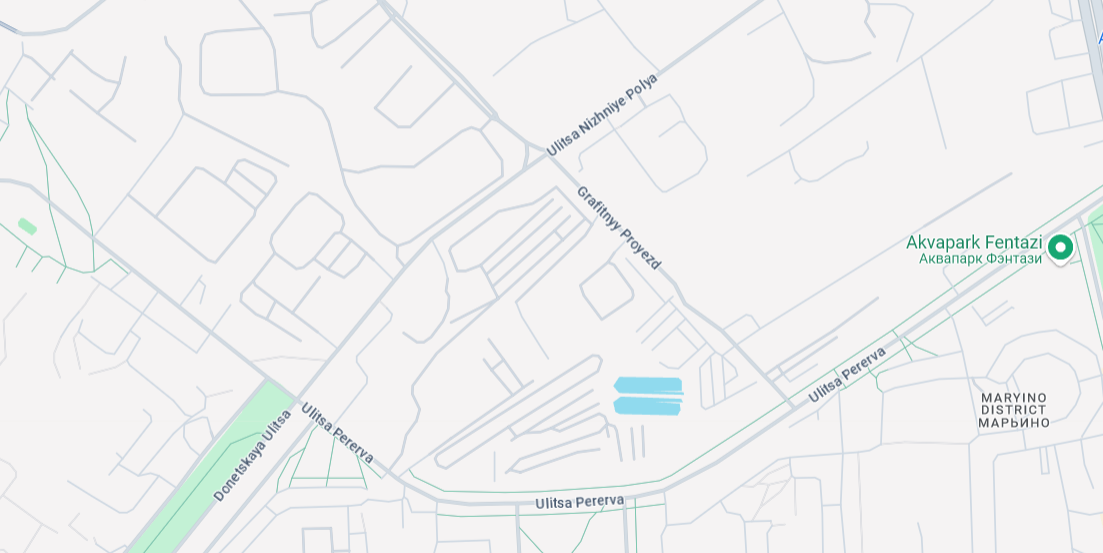 Ulitsa Nizhniye Polya
Grafitnyy Proyezd
Akvapark Fentazi
Аквапарк Фэнтази
Ulitsa Pererva
MARYINO
DISTRICT
МАРЬИНО
Ulitsa Pererva
Donetskaya Ulitsa
Ulitsa Pererva